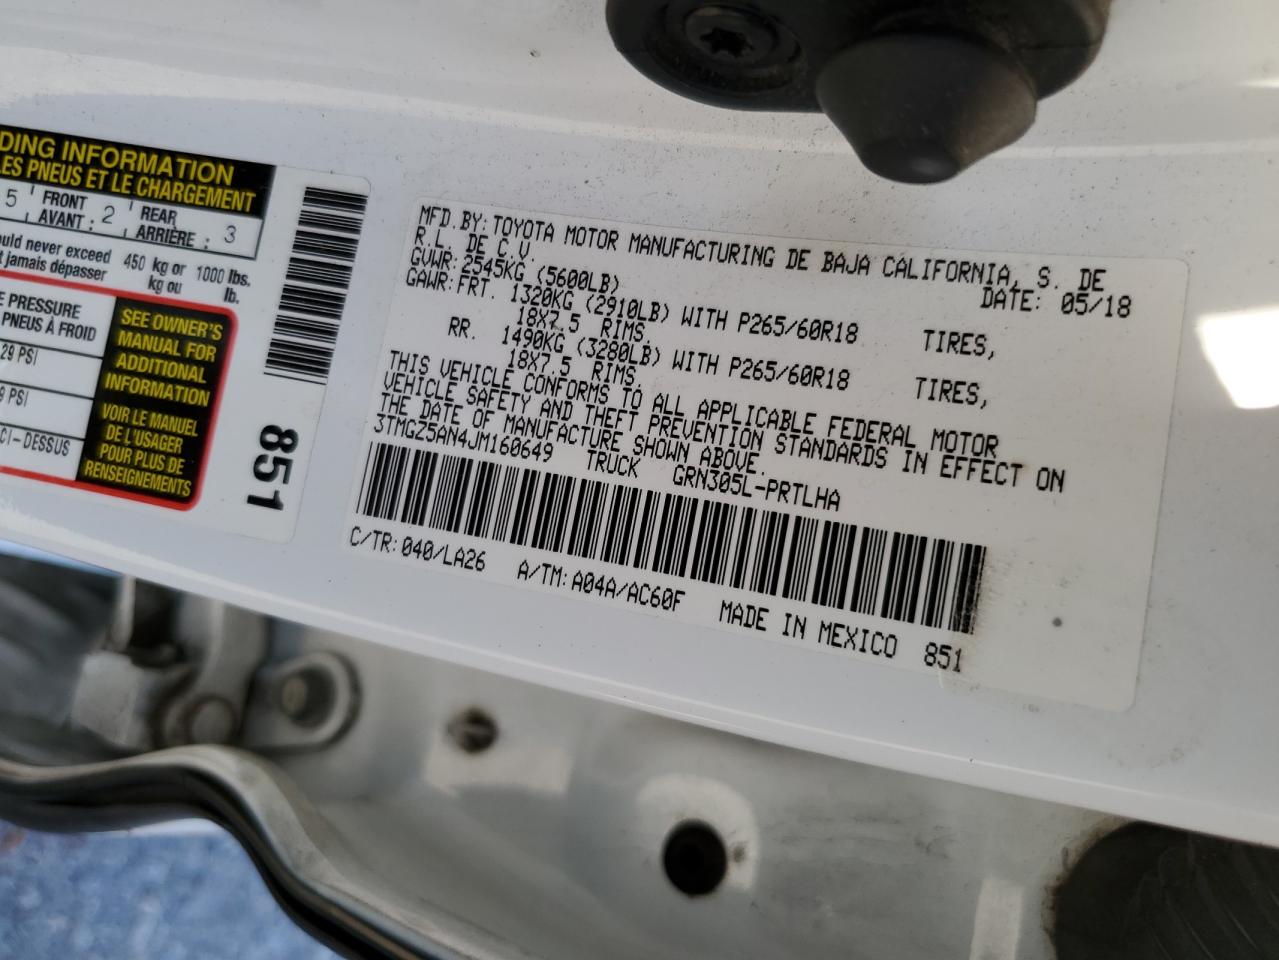 DING INFORMATION
LES PNEUS ET LE CHARGEMENT
5 FRONT AVANT : 2 REAR ARRIÈRE : 3
ould never exceed 450 kg or 1000 lbs.
t jamais dépasser kg ou lb.
E PRESSURE
PNEUS À FROID
29 PSI
9 PSI
CI-DESSUS
SEE OWNER'S
MANUAL FOR
ADDITIONAL
INFORMATION
VOIR LE MANUEL
DE L'USAGER
POUR PLUS DE
RENSEIGNEMENTS
851
MFD.BY:TOYOTA MOTOR MANUFACTURING DE BAJA CALIFORNIA, S. DE
R.L. DE C.V. DATE: 05/18
GVWR:2545KG (5600LB)
GAWR:FRT. 1320KG (2910LB) WITH P265/60R18 TIRES,
18X7.5 RIMS.
RR. 1490KG (3280LB) WITH P265/60R18 TIRES,
18X7.5 RIMS.
THIS VEHICLE CONFORMS TO ALL APPLICABLE FEDERAL MOTOR
VEHICLE SAFETY AND THEFT PREVENTION STANDARDS IN EFFECT ON
THE DATE OF MANUFACTURE SHOWN ABOVE.
3TMGZ5AN4JM160649 TRUCK GRN305L-PRTLHA
C/TR:040/LA26 A/TM:A04A/AC60F MADE IN MEXICO 851